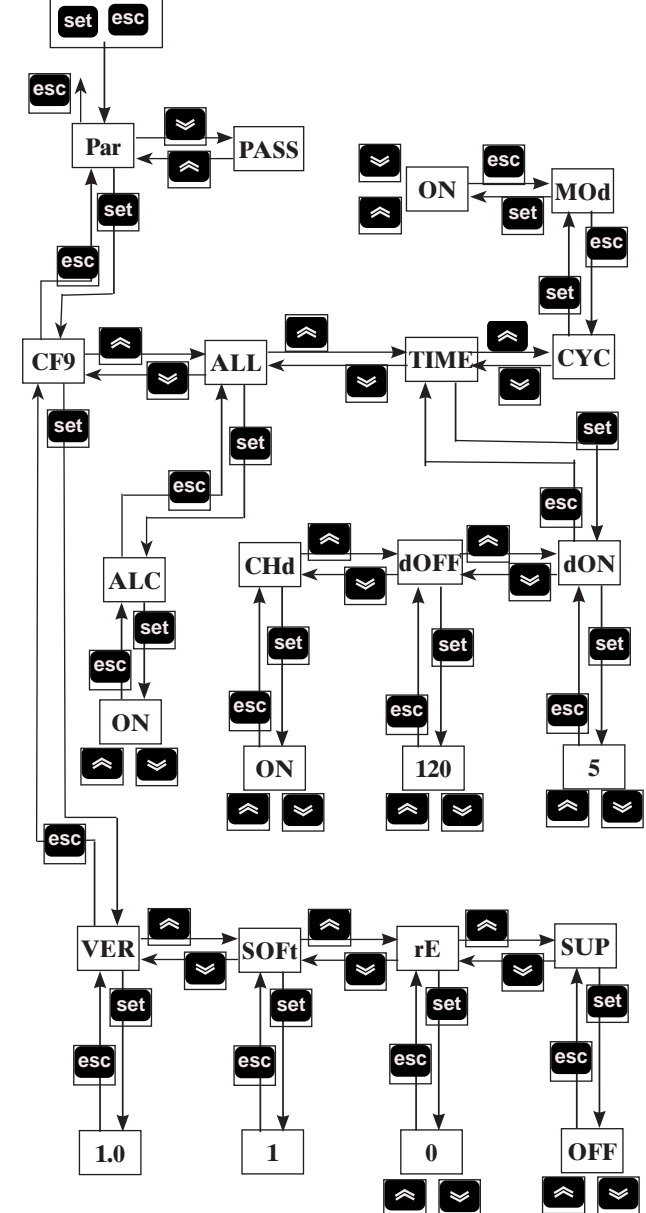 set esc
esc
Par PASS
set
esc
ON esc MOd
set
esc
set
CF9 ALL TIME CYC
set
set
set
esc
esc
CHd dOFF dON
ALC
set
esc
ON
set set set
esc esc esc
ON 120 5
esc
VER SOFt rE SUP
set set set set
esc esc esc esc
1.0 1 0 OFF